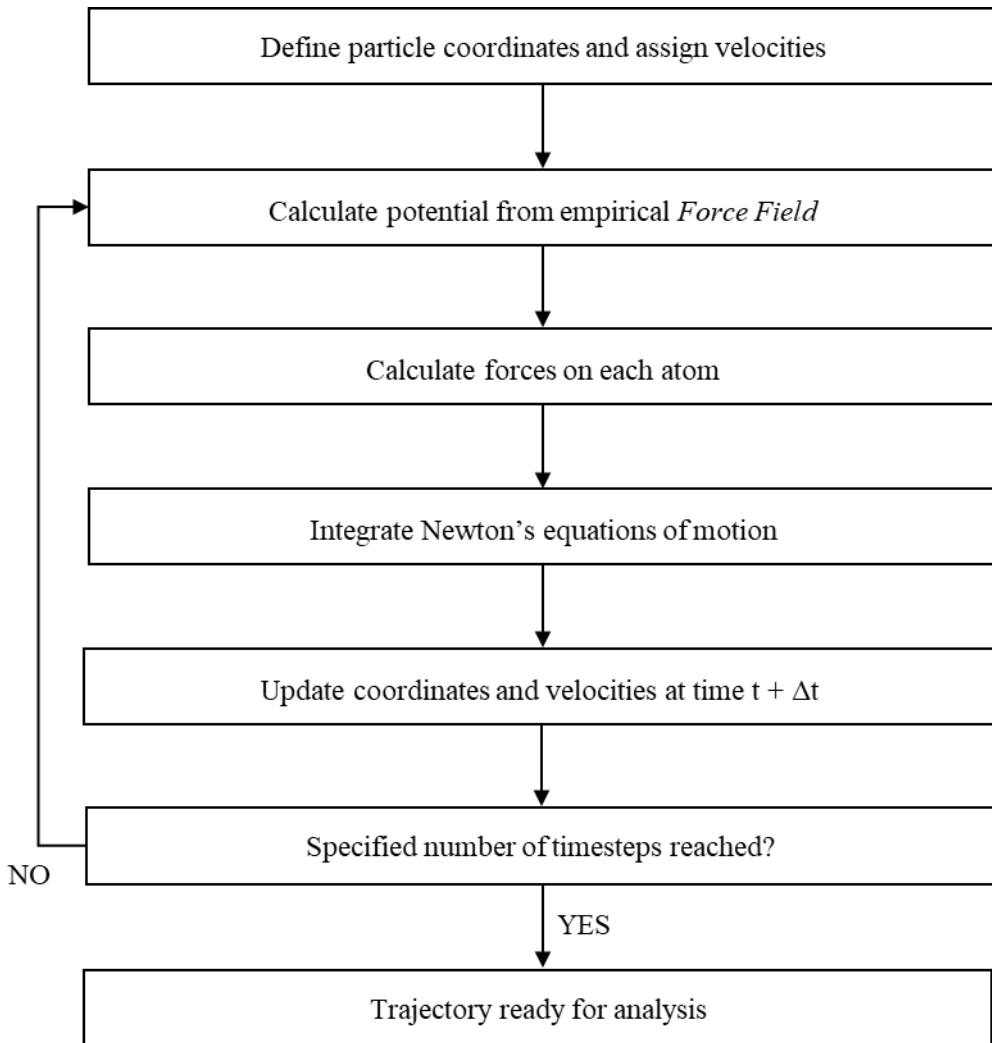 Define particle coordinates and assign velocities
Calculate potential from empirical Force Field
Calculate forces on each atom
Integrate Newton’s equations of motion
Update coordinates and velocities at time t + Δt
Specified number of timesteps reached?
NO
YES
Trajectory ready for analysis